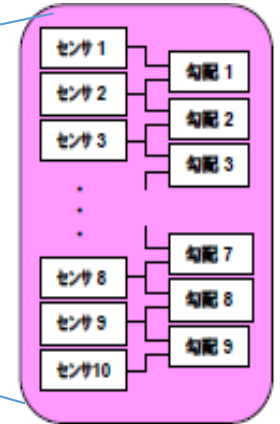 センサ 1
勾配 1
センサ 2
勾配 2
センサ 3
勾配 3
・
・
・
勾配 7
センサ 8
勾配 8
センサ 9
勾配 9
センサ10